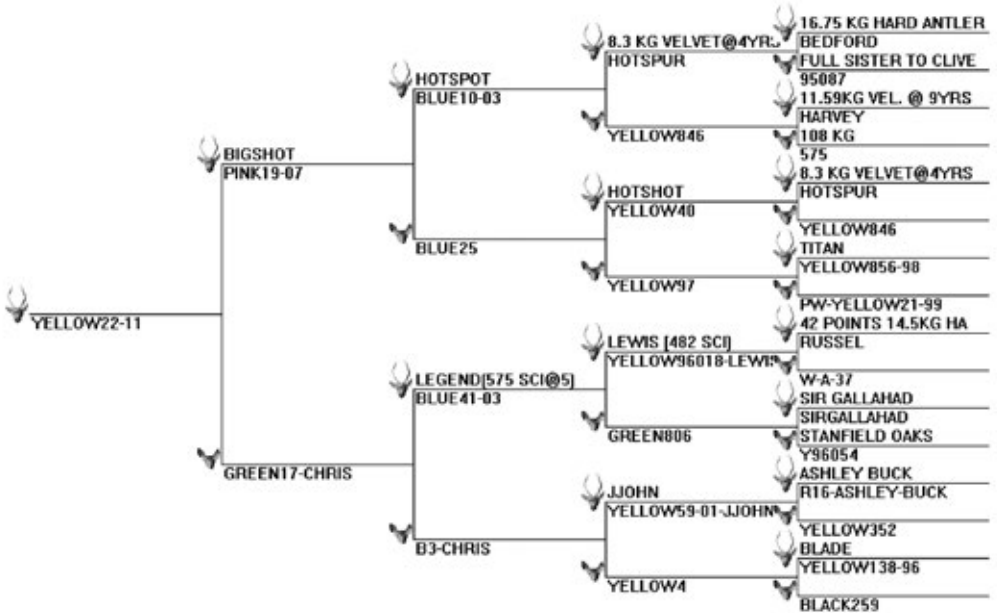 16.75 KG HARD ANTLER
8.3 KG VELVET@4YRS
BEDFORD
HOTSPUR
FULL SISTER TO CLIVE
HOTSPOT
95087
BLUE10-03
11.59KG VEL. @ 9YRS
HARVEY
YELLOW846
108 KG
BIGSHOT
575
PINK19-07
8.3 KG VELVET@4YRS
HOTSHOT
HOTSPUR
YELLOW40
YELLOW846
BLUE25
TITAN
YELLOW97
YELLOW856-98
YELLOW22-11
PW-YELLOW21-99
42 POINTS 14.5KG HA
LEWIS [482 SCI]
RUSSEL
YELLOW96018-LEWIS
LEGEND[575 SCI@5]
W-A-37
BLUE41-03
SIR GALLAHAD
SIRGALLAHAD
GREEN806
STANFIELD OAKS
GREEN17-CHRIS
Y96054
ASHLEY BUCK
JJOHN
R16-ASHLEY-BUCK
YELLOW59-01-JJOHN
YELLOW352
B3-CHRIS
BLADE
YELLOW138-96
YELLOW4
BLACK259